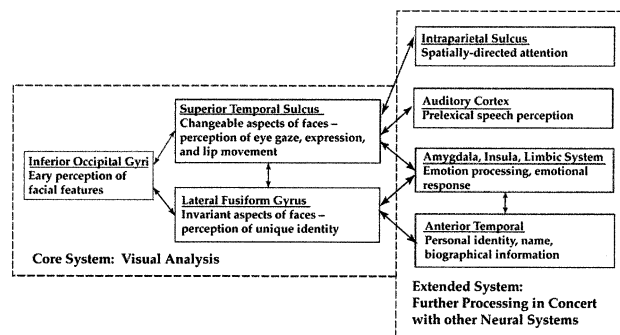 Intraparietal Sulcus
Spatially-directed attention
Superior Temporal Sulcus
Changeable aspects of faces –
perception of eye gaze, expression,
and lip movement
Auditory Cortex
Prelexical speech perception
Inferior Occipital Gyri
Eary perception of
facial features
Amygdala, Insula, Limbic System
Emotion processing, emotional
response
Lateral Fusiform Gyrus
Invariant aspects of faces –
perception of unique identity
Anterior Temporal
Personal identity, name,
biographical information
Core System: Visual Analysis
Extended System:
Further Processing in Concert
with other Neural Systems